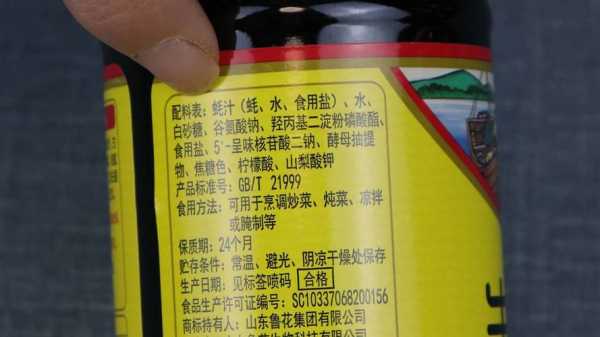 配料表：蚝汁（蚝、水、食用盐）、水、
白砂糖、谷氨酸钠、羟丙基二淀粉磷酸酯、
食用盐、5'-呈味核苷酸二钠、酵母抽提
物、焦糖色、柠檬酸、山梨酸钾
产品标准号：GB/T 21999
食用方法：可用于烹调炒菜、炖菜、凉拌
或腌制等
保质期：24个月
贮存条件：常温、避光、阴凉干燥处保存
生产日期：见标签喷码 合格
食品生产许可证编号：SC10337068200156
商标持有人：山东鲁花集团有限公司